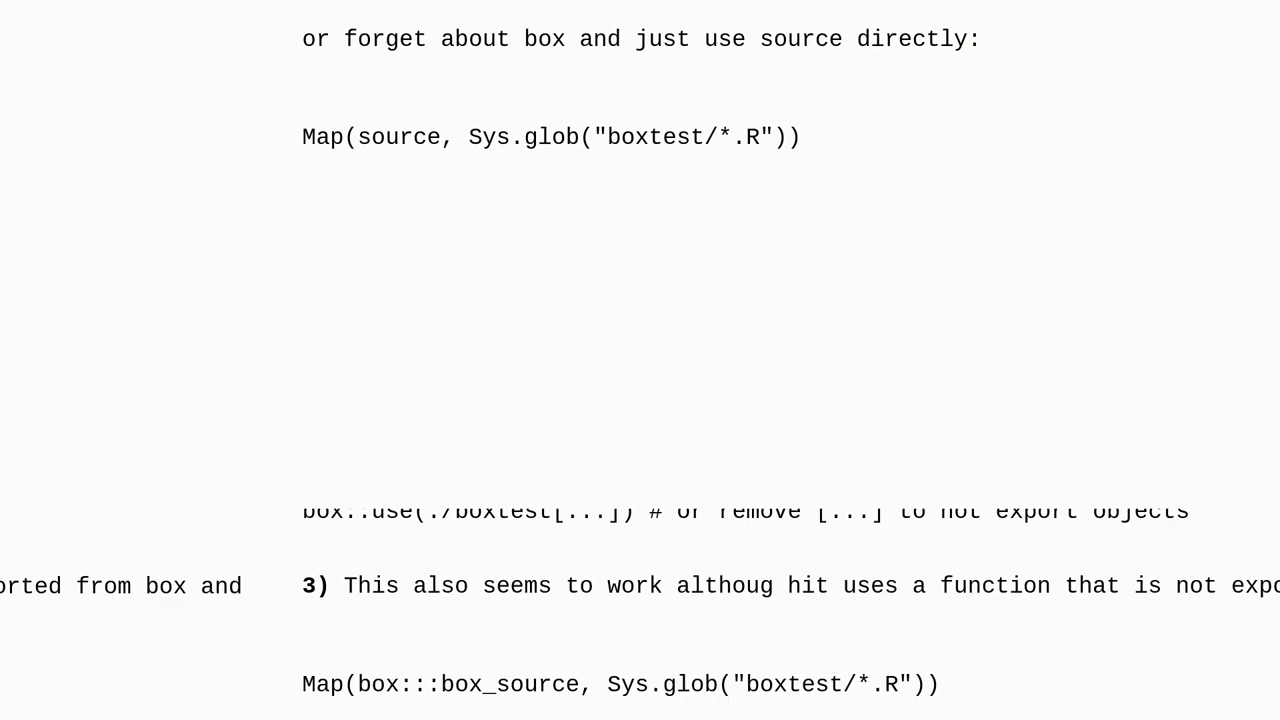 or forget about box and just use source directly:
Map(source, Sys.glob("boxtest/*.R"))
box::use(./boxtest[...]) # or remove [...] to not export objects
orted from box and
3) This also seems to work althoug hit uses a function that is not expo
Map(box:::box_source, Sys.glob("boxtest/*.R"))